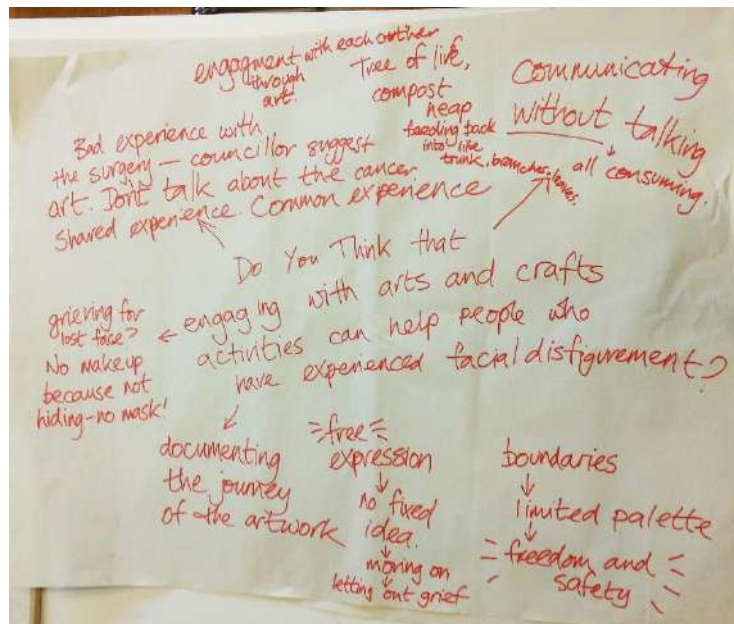 engagment with each other
through
art!
Tree of life,
compost
heap
feeding back
into life
trunk, branches, leaves.
Communicating
without talking
all consuming.
Bad experience with
the surgery – councillor suggest
art. Dont talk about the cancer.
Shared experience. Common experience
Do You Think that
engaging with arts and crafts
activities can help people who
have experienced facial disfigurement?
grieving for
lost face?
No makeup
because not
hiding – no mask!
documenting
the journey
of the artwork
free
expression
no fixed
idea.
moving on
letting out grief
boundaries
limited palette
freedom and
safety